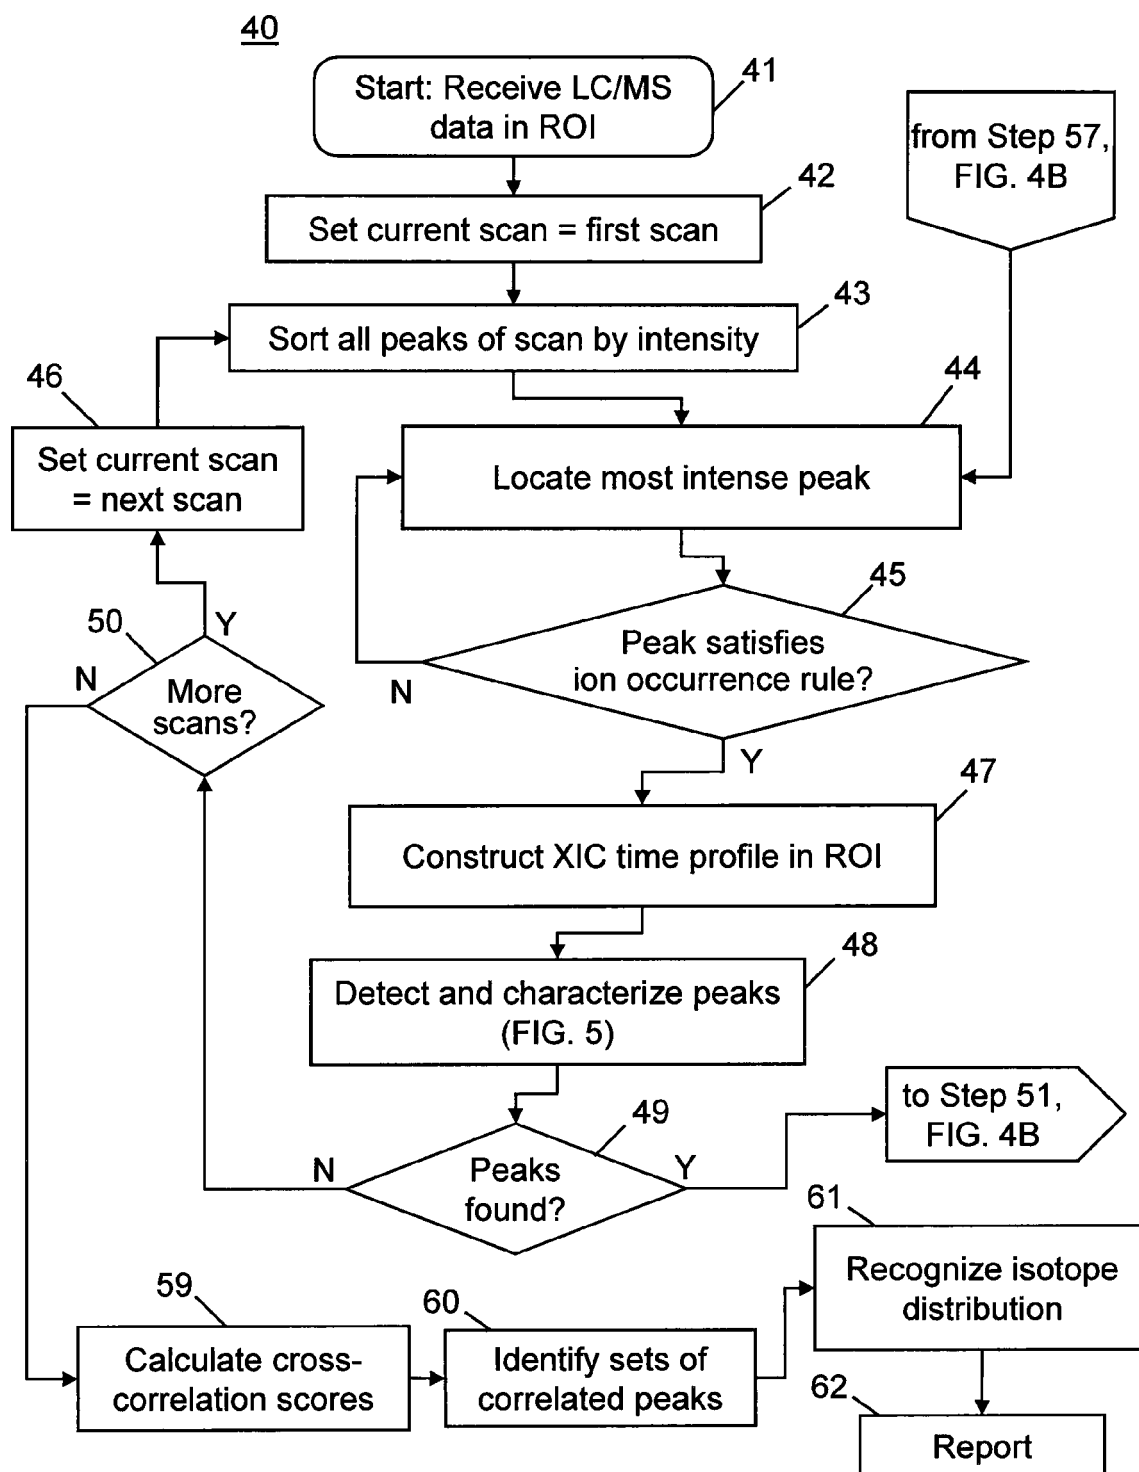 40
Start: Receive LC/MS
data in ROI
41
from Step 57,
FIG. 4B
42
Set current scan = first scan
43
Sort all peaks of scan by intensity
46
Set current scan
= next scan
44
Locate most intense peak
45
Peak satisfies
ion occurrence rule?
N
Y
50
Y
N
More
scans?
47
Construct XIC time profile in ROI
48
Detect and characterize peaks
(FIG. 5)
49
N
Peaks
found?
Y
to Step 51,
FIG. 4B
59
Calculate cross-
correlation scores
60
Identify sets of
correlated peaks
61
Recognize isotope
distribution
62
Report